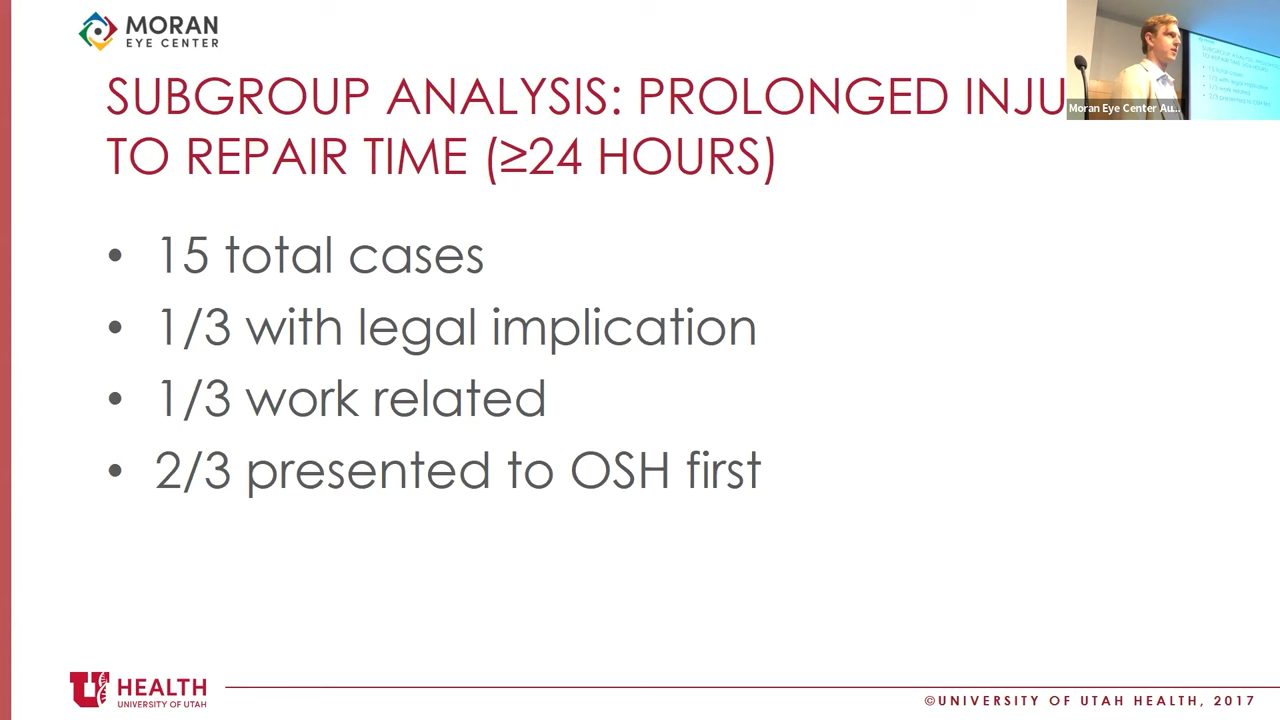 MORAN
EYE CENTER
SUBGROUP ANALYSIS: PROLONGED INJU
TO REPAIR TIME (≥24 HOURS)
Moran Eye Center Au...
• 15 total cases
• 1/3 with legal implication
• 1/3 work related
• 2/3 presented to OSH first
U HEALTH
UNIVERSITY OF UTAH
©UNIVERSITY OF UTAH HEALTH, 2017